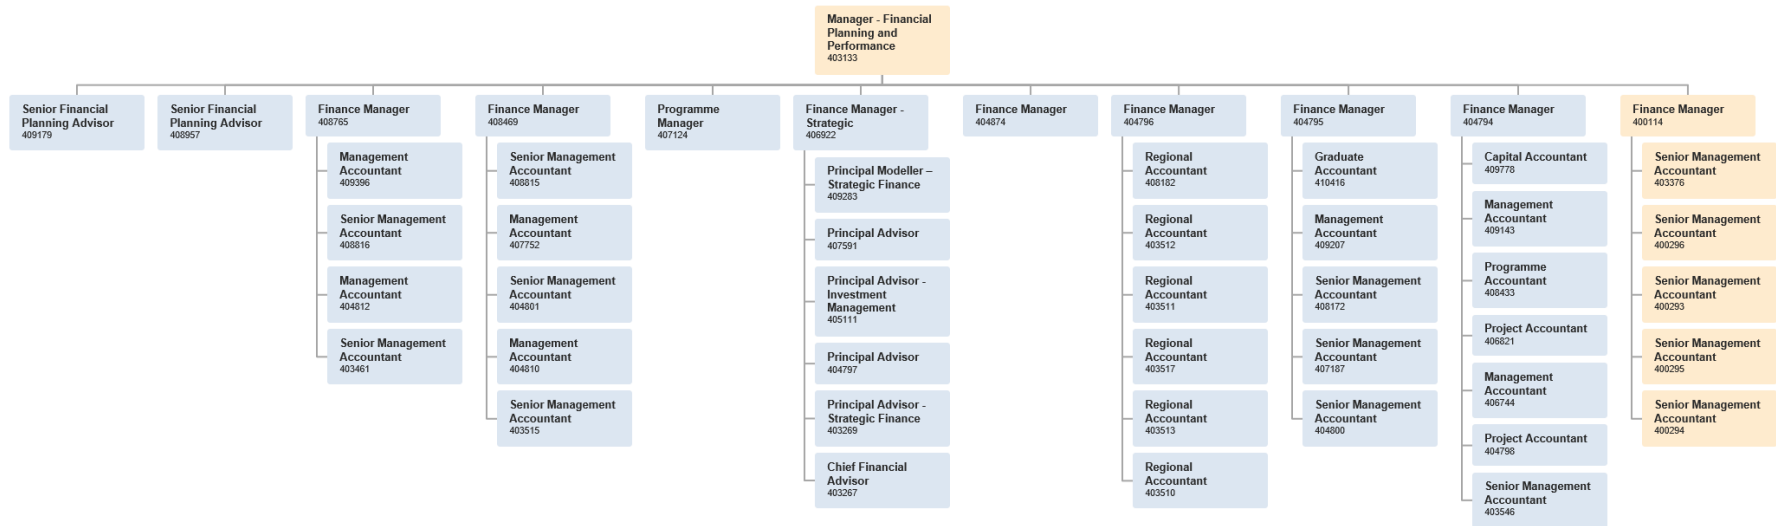 Manager - Financial
Planning and
Performance
403133
Senior Financial
Planning Advisor
409179
Senior Financial
Planning Advisor
408957
Finance Manager
408765
Management
Accountant
409396
Senior Management
Accountant
408816
Management
Accountant
404812
Senior Management
Accountant
403461
Finance Manager
408469
Senior Management
Accountant
408815
Management
Accountant
407752
Senior Management
Accountant
404801
Management
Accountant
404810
Senior Management
Accountant
403515
Programme
Manager
407124
Finance Manager -
Strategic
406922
Principal Modeller –
Strategic Finance
409283
Principal Advisor
407591
Principal Advisor -
Investment
Management
405111
Principal Advisor
404797
Principal Advisor -
Strategic Finance
403269
Chief Financial
Advisor
403267
Finance Manager
404874
Finance Manager
404796
Regional
Accountant
408182
Regional
Accountant
403512
Regional
Accountant
403511
Regional
Accountant
403517
Regional
Accountant
403513
Regional
Accountant
403510
Finance Manager
404795
Graduate
Accountant
410416
Management
Accountant
409207
Senior Management
Accountant
408172
Senior Management
Accountant
407187
Senior Management
Accountant
404800
Finance Manager
404794
Capital Accountant
409778
Management
Accountant
409143
Programme
Accountant
408433
Project Accountant
406821
Management
Accountant
406744
Project Accountant
404798
Senior Management
Accountant
403546
Finance Manager
400114
Senior Management
Accountant
403376
Senior Management
Accountant
400296
Senior Management
Accountant
400293
Senior Management
Accountant
400295
Senior Management
Accountant
400294